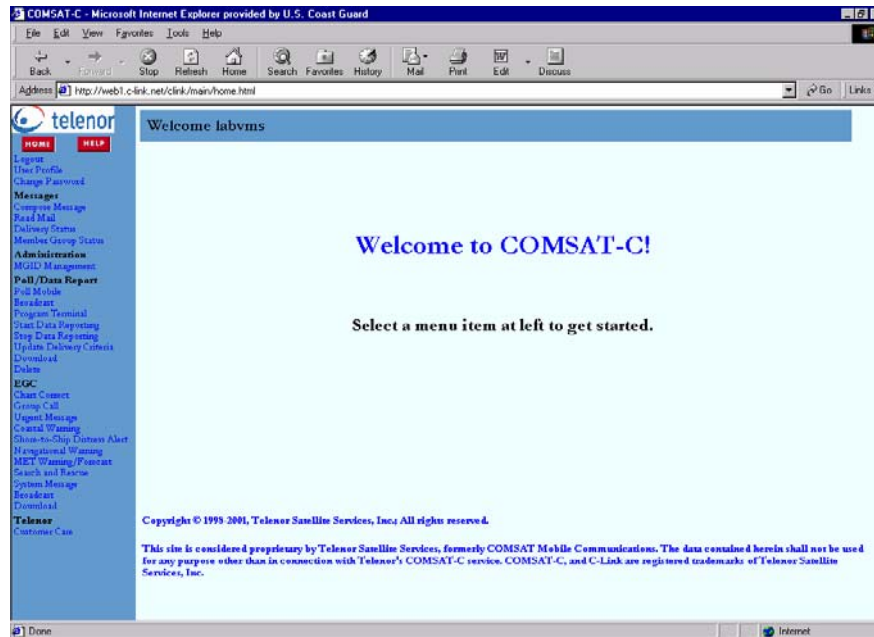 COMSAT-C - Microsoft Internet Explorer provided by U.S. Coast Guard
File Edit View Favorites Tools Help
Back Forward Stop Refresh Home Search Favorites History Mail Print Edit Discuss
Address http://web1.c-link.net/clink/main/home.html Go Links
telenor
HOME HELP
Logout
User Profile
Change Password
Messages
Compose Message
Read Mail
Delivery Status
Member Group Status
Administration
MGID Management
Poll/Data Report
Poll Mobile
Broadcast
Program Terminal
Start Data Reporting
Stop Data Reporting
Update Delivery Criteria
Download
Delete
EGC
Chart Correct
Group Call
Urgent Message
Coastal Warning
Shore-to-Ship Distress Alert
Navigational Warning
MET Warning/Forecast
Search and Rescue
System Message
Broadcast
Download
Telenor
Customer Care
Welcome labvms
Welcome to COMSAT-C!
Select a menu item at left to get started.
Copyright © 1998-2001, Telenor Satellite Services, Inc.; All rights reserved.
This site is considered proprietary by Telenor Satellite Services, formerly COMSAT Mobile Communications. The data contained herein shall not be used
for any purpose other than in connection with Telenor's COMSAT-C service. COMSAT-C, and C-Link are registered trademarks of Telenor Satellite
Services, Inc.
Done Internet